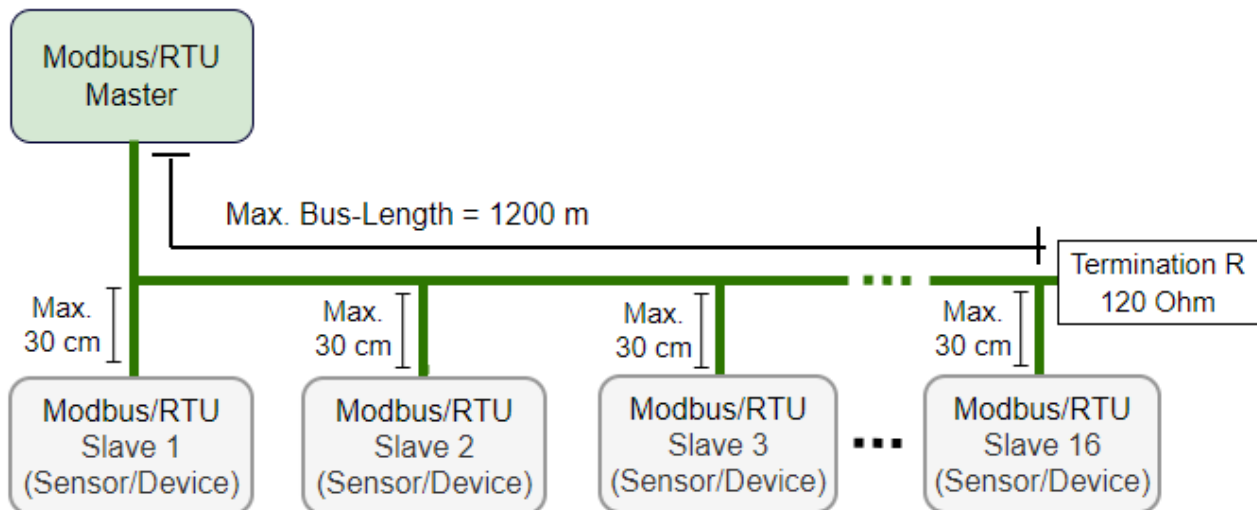 Modbus/RTU
Master
Max. Bus-Length = 1200 m
Termination R
120 Ohm
Max.
30 cm
Max.
30 cm
Max.
30 cm
Max.
30 cm
Modbus/RTU
Slave 1
(Sensor/Device)
Modbus/RTU
Slave 2
(Sensor/Device)
Modbus/RTU
Slave 3
(Sensor/Device)
Modbus/RTU
Slave 16
(Sensor/Device)